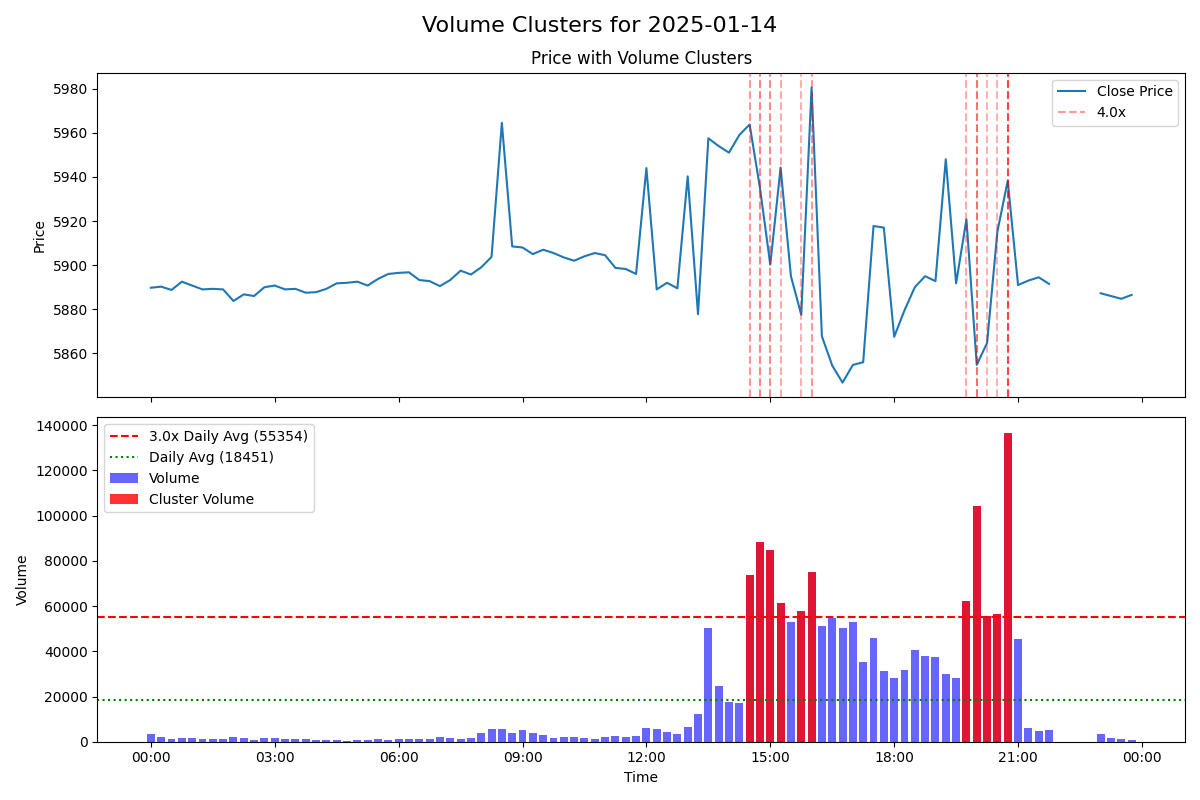 Volume Clusters for 2025-01-14
Price with Volume Clusters
Price
5980
5960
5940
5920
5900
5880
5860
Close Price
4.0x
Volume
140000
120000
100000
80000
60000
40000
20000
0
3.0x Daily Avg (55354)
Daily Avg (18451)
Volume
Cluster Volume
00:00 03:00 06:00 09:00 12:00 15:00 18:00 21:00 00:00
Time